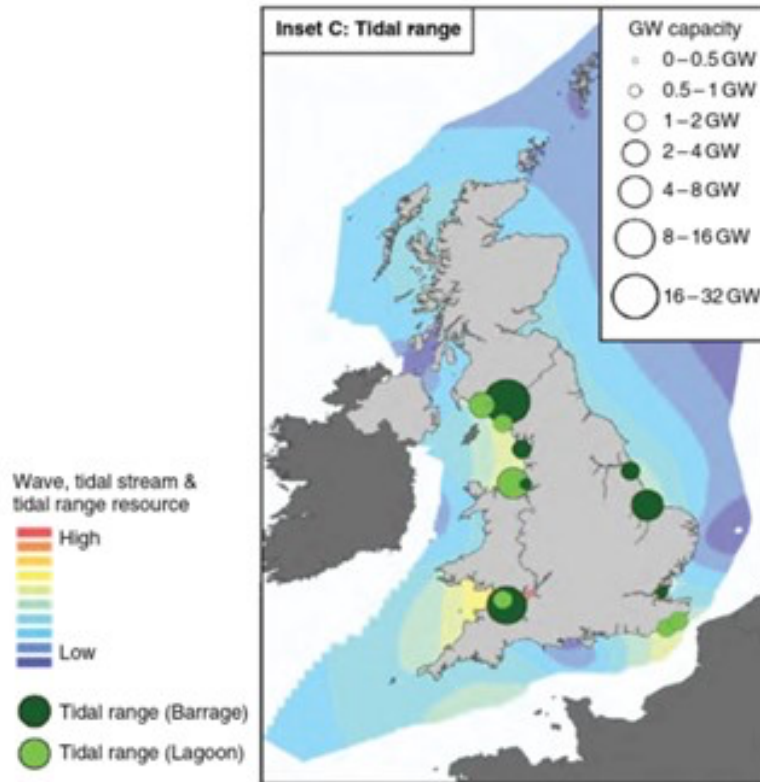 Inset C: Tidal range
GW capacity
0–0.5 GW
0.5–1 GW
1–2 GW
2–4 GW
4–8 GW
8–16 GW
16–32 GW
Wave, tidal stream &
tidal range resource
High
Low
Tidal range (Barrage)
Tidal range (Lagoon)